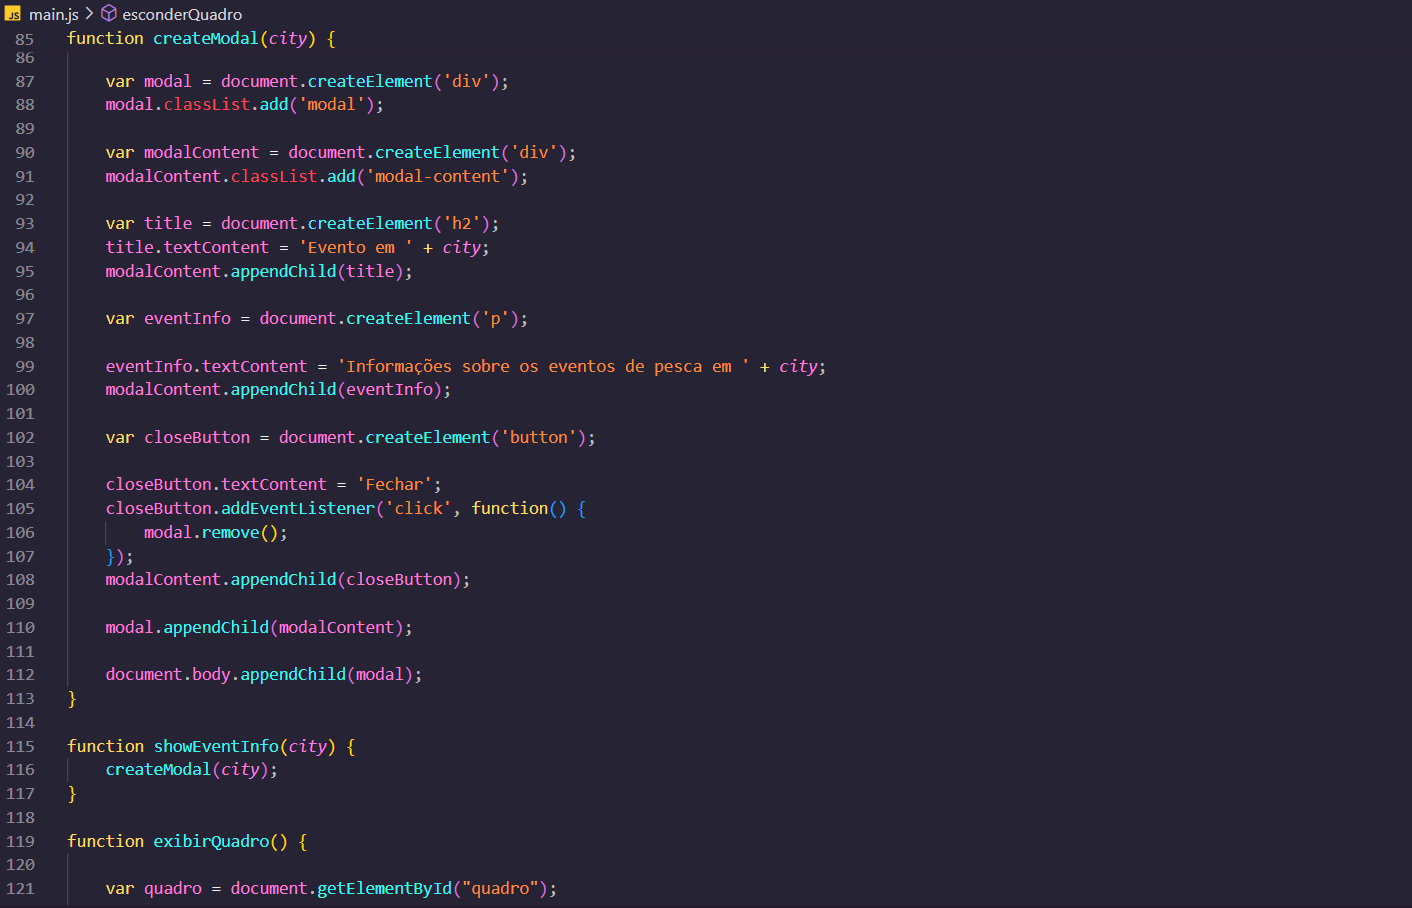 JS main.js > esconderQuadro
85 function createModal(city) {
86
87 var modal = document.createElement('div');
88 modal.classList.add('modal');
89
90 var modalContent = document.createElement('div');
91 modalContent.classList.add('modal-content');
92
93 var title = document.createElement('h2');
94 title.textContent = 'Evento em ' + city;
95 modalContent.appendChild(title);
96
97 var eventInfo = document.createElement('p');
98
99 eventInfo.textContent = 'Informações sobre os eventos de pesca em ' + city;
100 modalContent.appendChild(eventInfo);
101
102 var closeButton = document.createElement('button');
103
104 closeButton.textContent = 'Fechar';
105 closeButton.addEventListener('click', function() {
106 modal.remove();
107 });
108 modalContent.appendChild(closeButton);
109
110 modal.appendChild(modalContent);
111
112 document.body.appendChild(modal);
113 }
114
115 function showEventInfo(city) {
116 createModal(city);
117 }
118
119 function exibirQuadro() {
120
121 var quadro = document.getElementById("quadro");